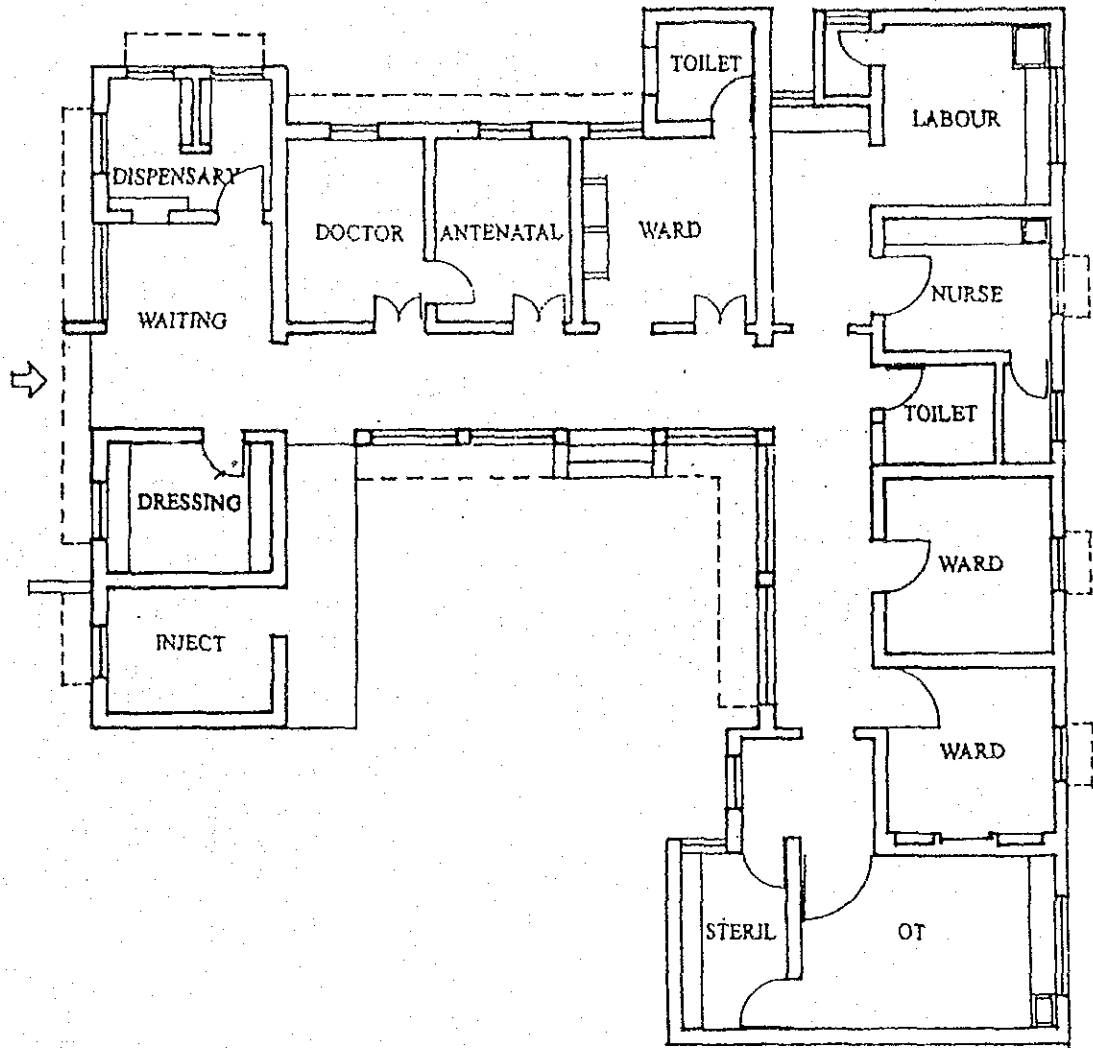 TOILET
LABOUR
DISPENSARY
DOCTOR
ANTENATAL
WARD
NURSE
WAITING
TOILET
DRESSING
WARD
INJECT
WARD
STERIL
OT